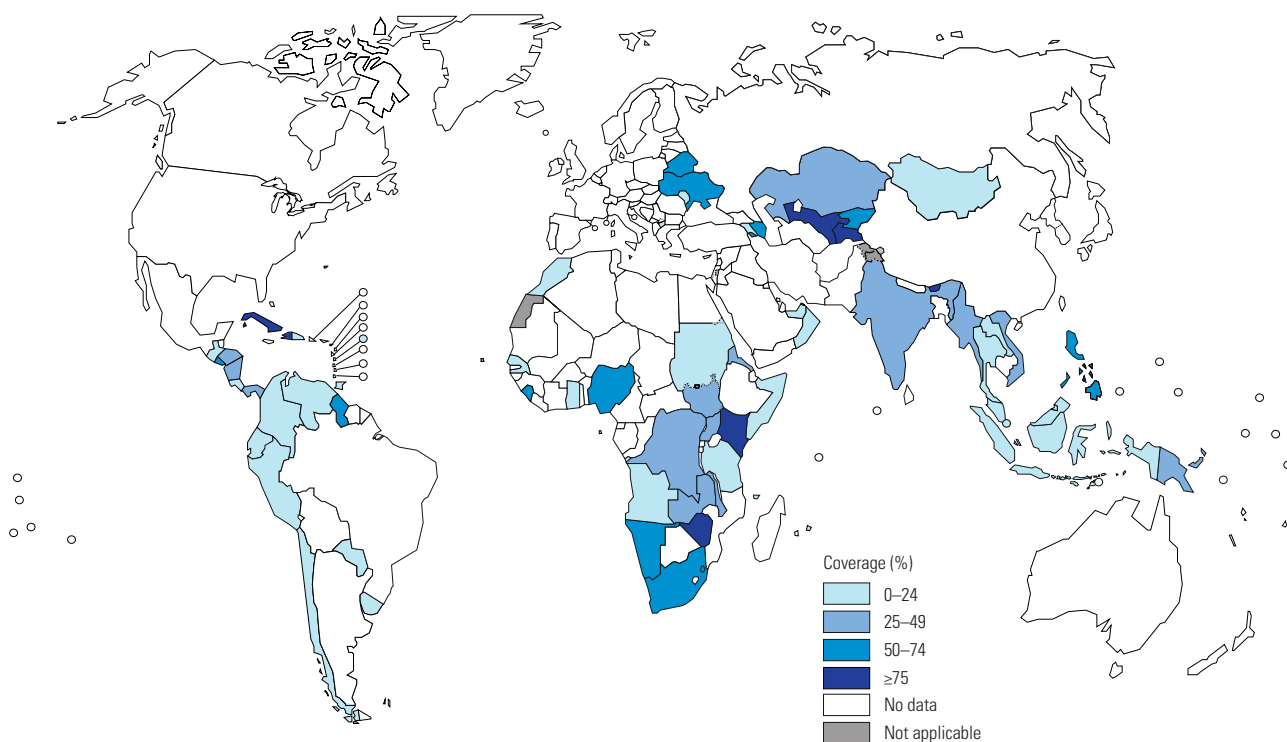 Coverage (%)
0–24
25–49
50–74
≥75
No data
Not applicable